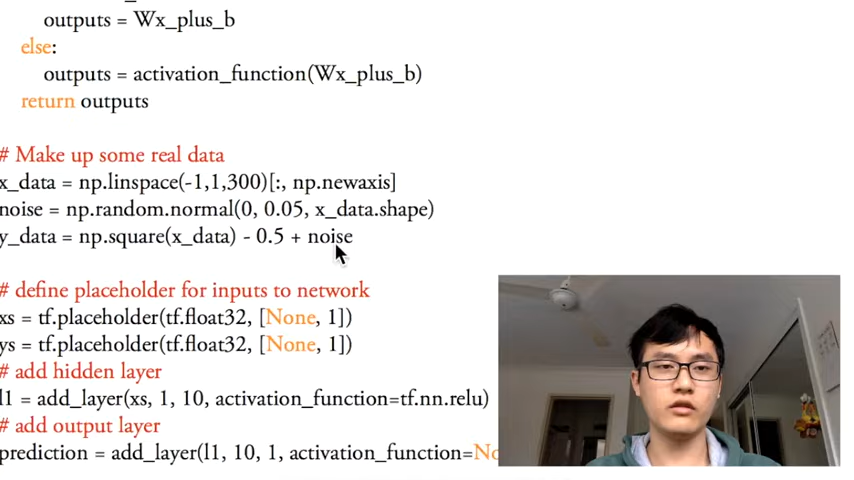 outputs = Wx_plus_b
else:
outputs = activation_function(Wx_plus_b)
return outputs
# Make up some real data
x_data = np.linspace(-1,1,300)[:, np.newaxis]
noise = np.random.normal(0, 0.05, x_data.shape)
y_data = np.square(x_data) - 0.5 + noise
# define placeholder for inputs to network
xs = tf.placeholder(tf.float32, [None, 1])
ys = tf.placeholder(tf.float32, [None, 1])
# add hidden layer
l1 = add_layer(xs, 1, 10, activation_function=tf.nn.relu)
# add output layer
prediction = add_layer(l1, 10, 1, activation_function=No